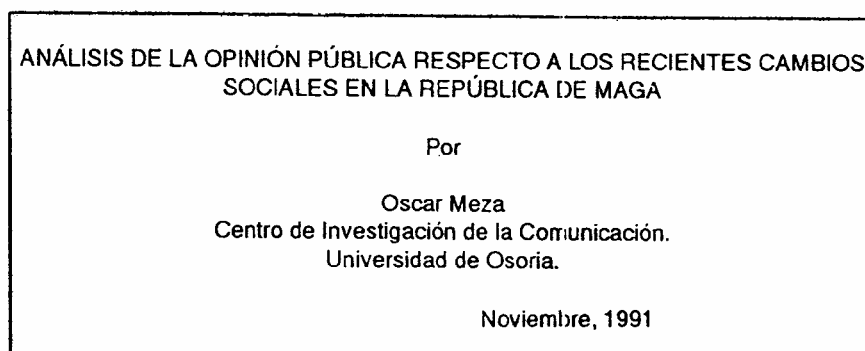 ANÁLISIS DE LA OPINIÓN PÚBLICA RESPECTO A LOS RECIENTES CAMBIOS
SOCIALES EN LA REPÚBLICA DE MAGA
Por
Oscar Meza
Centro de Investigación de la Comunicación.
Universidad de Osoria.
Noviembre, 1991